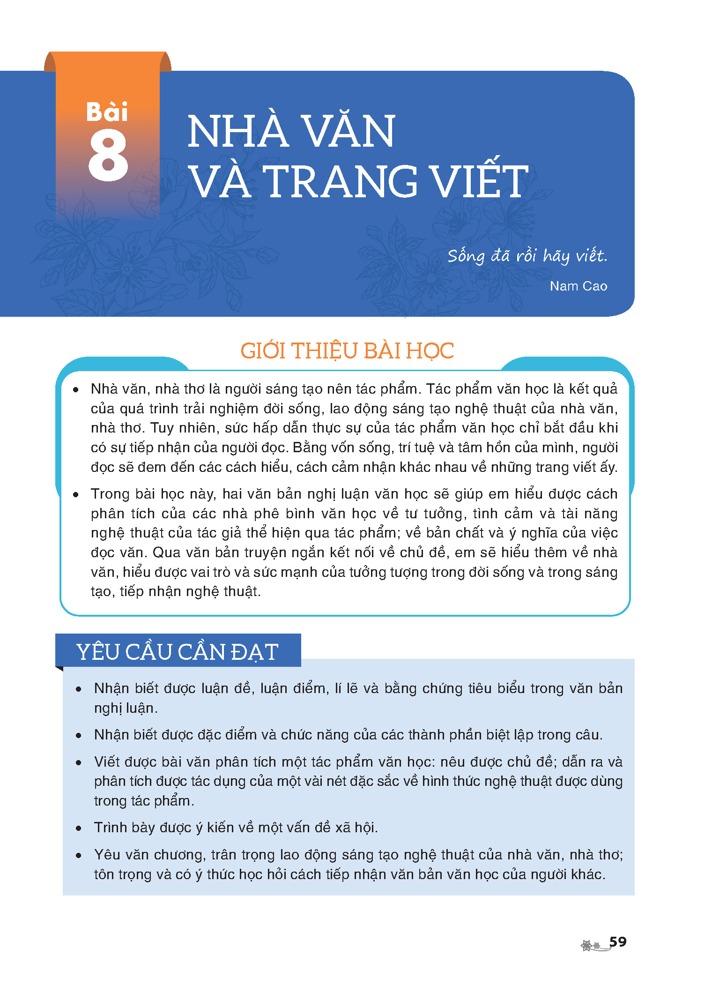 Bài
8
NHÀ VĂN
VÀ TRANG VIẾT
Sống đã rồi hãy viết.
Nam Cao
GIỚI THIỆU BÀI HỌC
• Nhà văn, nhà thơ là người sáng tạo nên tác phẩm. Tác phẩm văn học là kết quả
của quá trình trải nghiệm đời sống, lao động sáng tạo nghệ thuật của nhà văn,
nhà thơ. Tuy nhiên, sức hấp dẫn thực sự của tác phẩm văn học chỉ bắt đầu khi
có sự tiếp nhận của người đọc. Bằng vốn sống, trí tuệ và tâm hồn của mình, người
đọc sẽ đem đến các cách hiểu, cách cảm nhận khác nhau về những trang viết ấy.
• Trong bài học này, hai văn bản nghị luận văn học sẽ giúp em hiểu được cách
phân tích của các nhà phê bình văn học về tư tưởng, tình cảm và tài năng
nghệ thuật của tác giả thể hiện qua tác phẩm; về bản chất và ý nghĩa của việc
đọc văn. Qua văn bản truyện ngắn kết nối về chủ đề, em sẽ hiểu thêm về nhà
văn, hiểu được vai trò và sức mạnh của tưởng tượng trong đời sống và trong sáng
tạo, tiếp nhận nghệ thuật.
YÊU CẦU CẦN ĐẠT
• Nhận biết được luận đề, luận điểm, lí lẽ và bằng chứng tiêu biểu trong văn bản
nghị luận.
• Nhận biết được đặc điểm và chức năng của các thành phần biệt lập trong câu.
• Viết được bài văn phân tích một tác phẩm văn học: nêu được chủ đề; dẫn ra và
phân tích được tác dụng của một vài nét đặc sắc về hình thức nghệ thuật được dùng
trong tác phẩm.
• Trình bày được ý kiến về một vấn đề xã hội.
• Yêu văn chương, trân trọng lao động sáng tạo nghệ thuật của nhà văn, nhà thơ;
tôn trọng và có ý thức học hỏi cách tiếp nhận văn bản văn học của người khác.
59